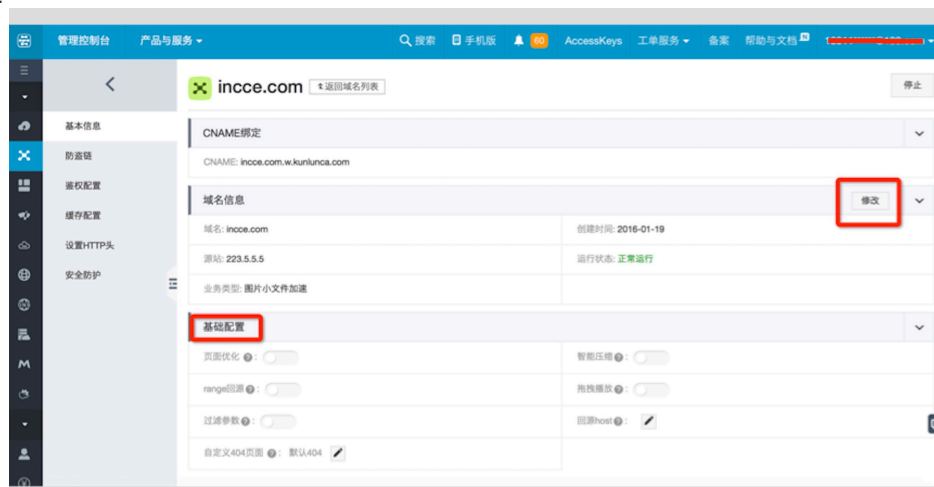 管理控制台 产品与服务 搜索 手机版 60 AccessKeys 工单服务 备案 帮助与文档
incce.com 返回域名列表 停止
基本信息
防盗链
鉴权配置
缓存配置
设置HTTP头
安全防护
CNAME绑定
CNAME: incce.com.w.kunlunca.com
域名信息 修改
域名: incce.com 创建时间: 2016-01-19
源站: 223.5.5.5 运行状态: 正常运行
业务类型: 图片小文件加速
基础配置
页面优化 : 智能压缩 :
range回源 : 拖拽播放 :
过滤参数 : 回源host :
自定义404页面 : 默认404